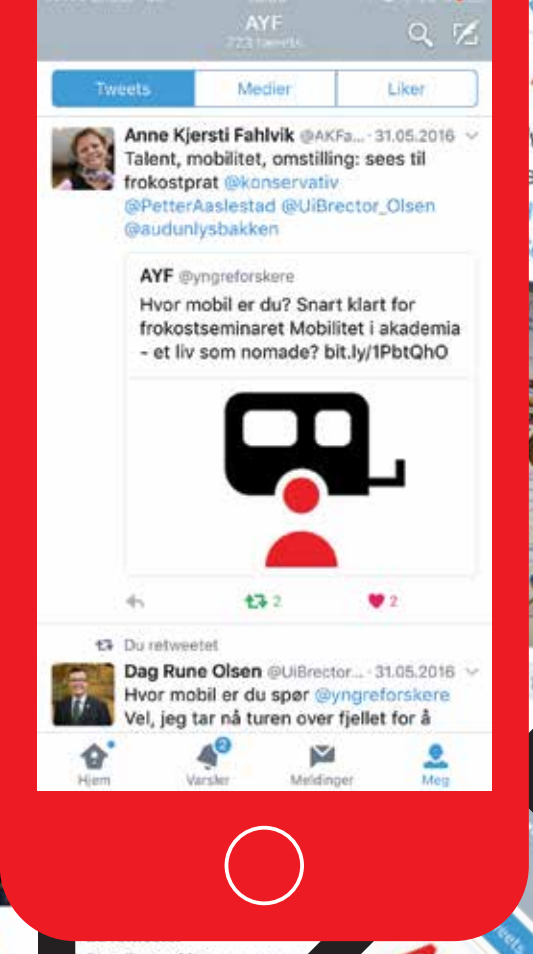 AYF
723 tweets
Tweets Medier Liker
Anne Kjersti Fahlvik @AKFa... · 31.05.2016
Talent, mobilitet, omstilling: sees til
frokostprat @konservativ
@PetterAaslestad @UiBrector_Olsen
@audunlysbakken
AYF @yngreforskere
Hvor mobil er du? Snart klart for
frokostseminaret Mobilitet i akademia
- et liv som nomade? bit.ly/1PbtQhO
2 2
Du retweetet
Dag Rune Olsen @UiBrector... · 31.05.2016
Hvor mobil er du spør @yngreforskere
Vel, jeg tar nå turen over fjellet for å
2
Hjem Varsler Meldinger Meg